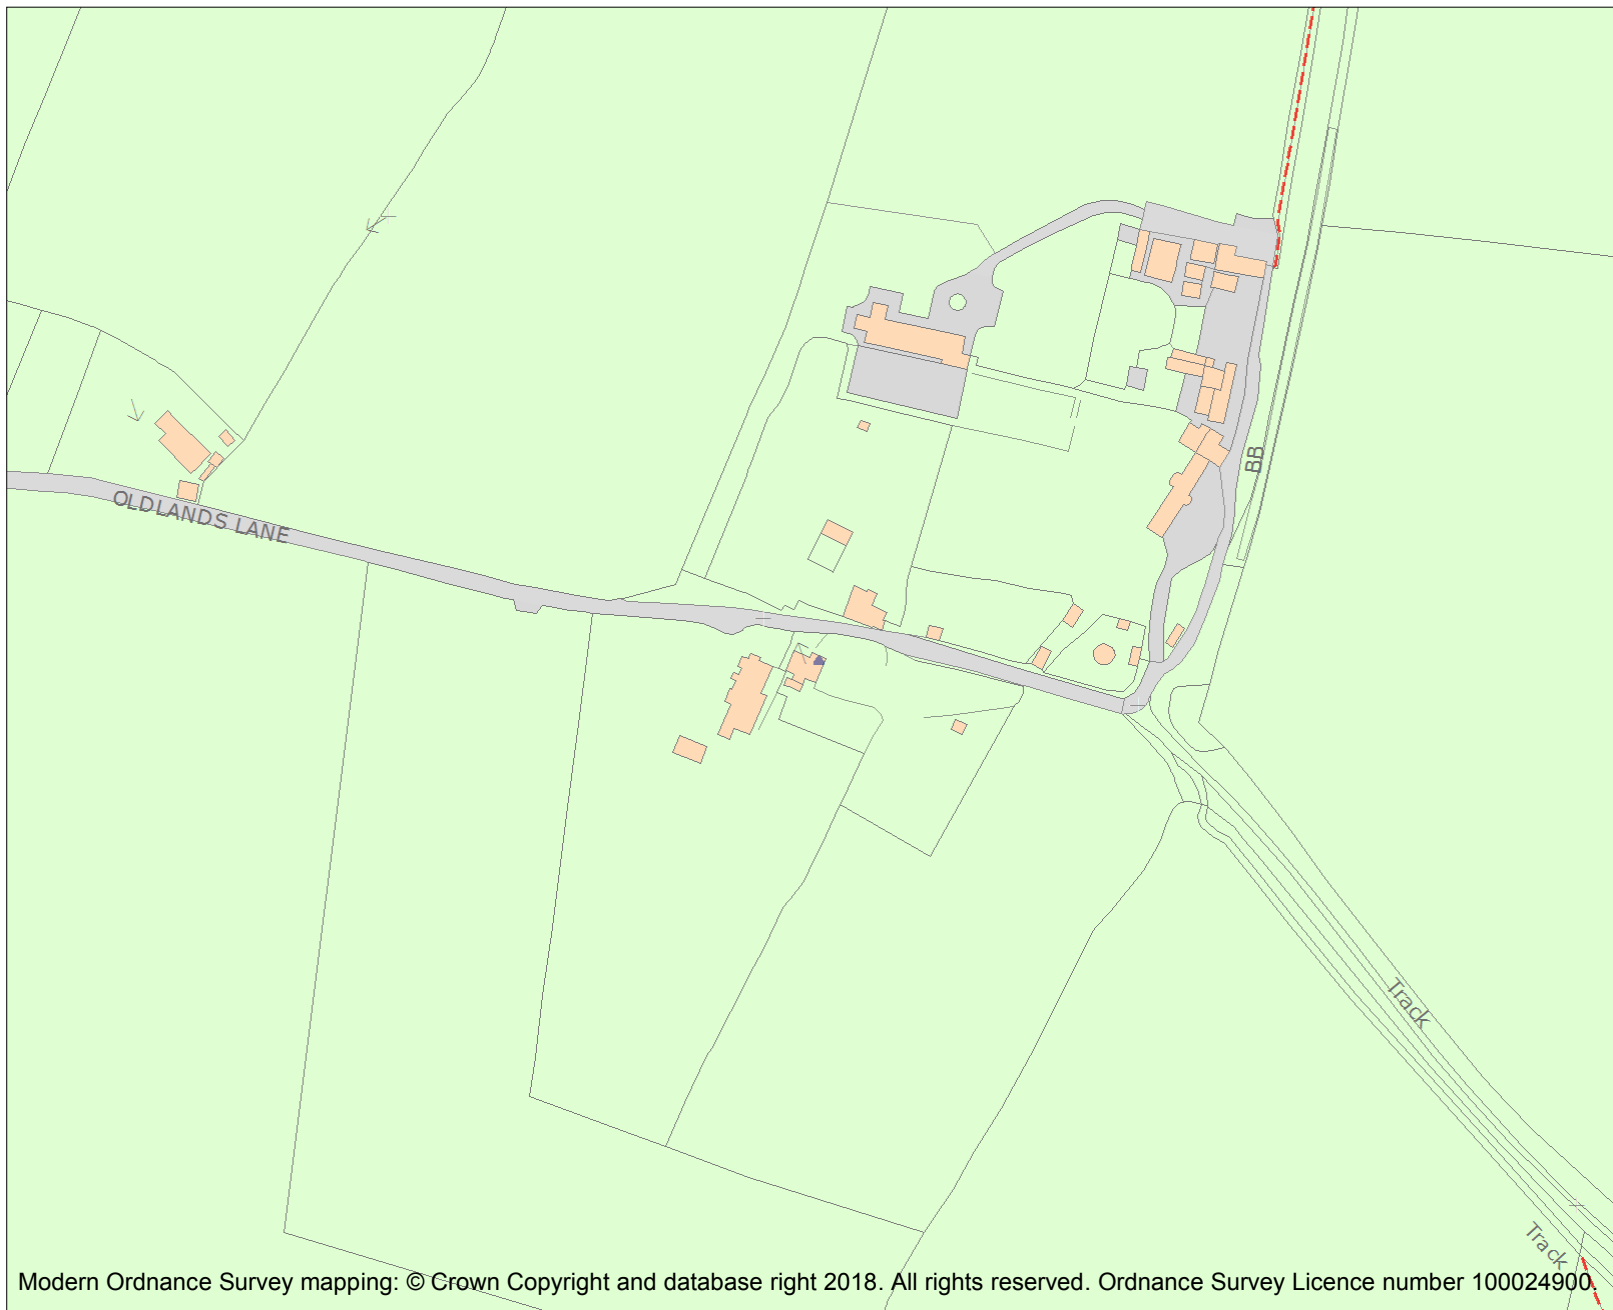 BB
OLDLANDS LANE
Track
Track
Modern Ordnance Survey mapping: © Crown Copyright and database right 2018. All rights reserved. Ordnance Survey Licence number 100024900.